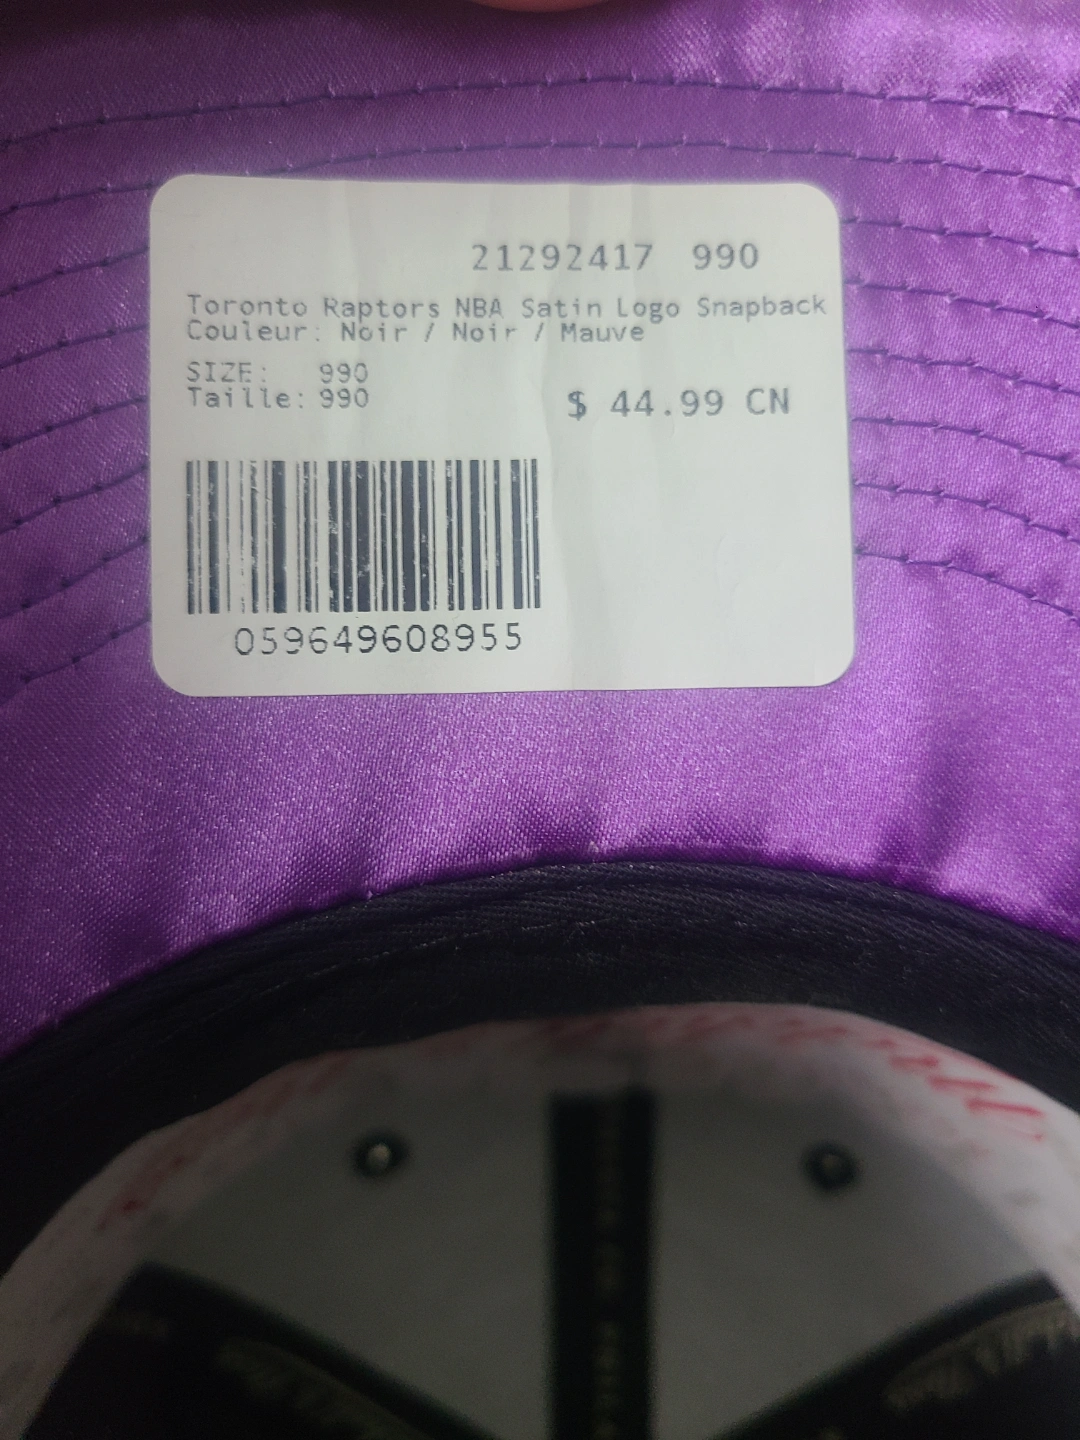 21292417 990
Toronto Raptors NBA Satin Logo Snapback
Couleur: Noir / Noir / Mauve
SIZE: 990
Taille: 990
$ 44.99 CN
059649608955